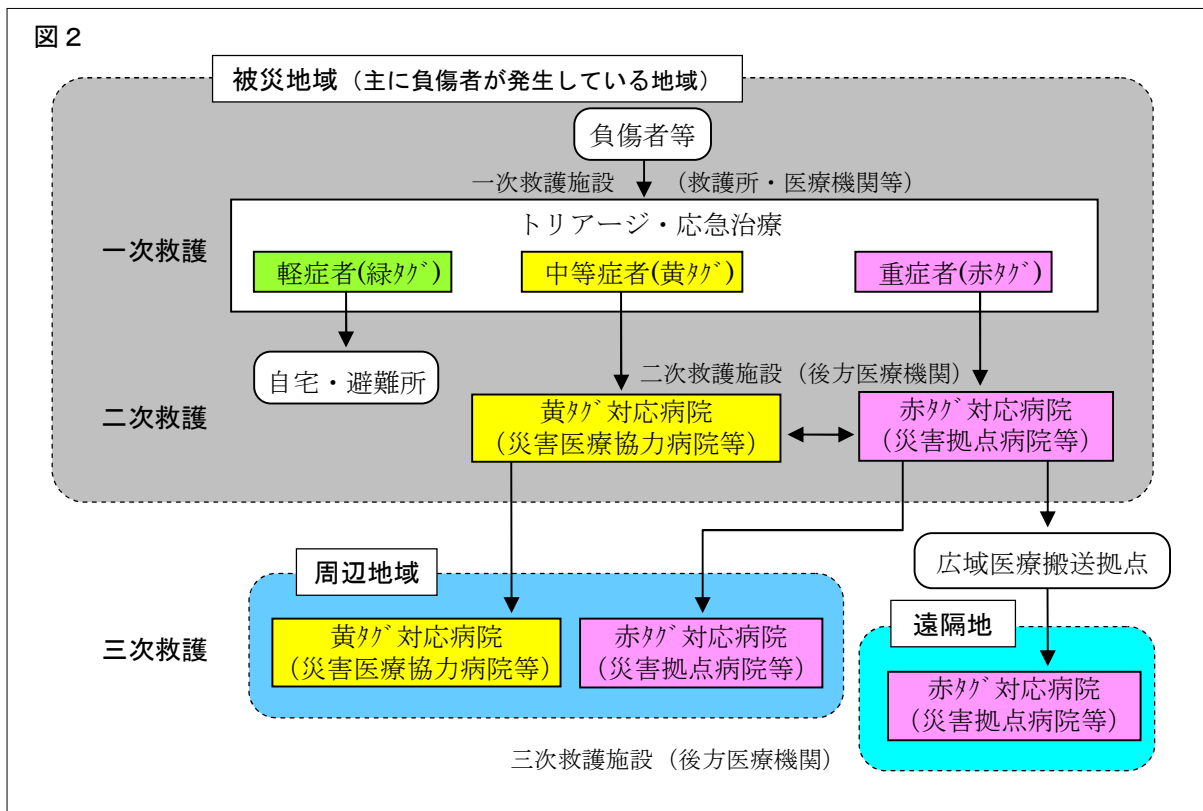 図２
被災地域（主に負傷者が発生している地域）
負傷者等
一次救護施設　（救護所・医療機関等）
トリアージ・応急治療
一次救護
軽症者(緑ﾀｸﾞ)
中等症者(黄ﾀｸﾞ)
重症者(赤ﾀｸﾞ)
自宅・避難所
二次救護施設（後方医療機関）
二次救護
黄ﾀｸﾞ対応病院
（災害医療協力病院等）
赤ﾀｸﾞ対応病院
（災害拠点病院等）
広域医療搬送拠点
周辺地域
遠隔地
三次救護
黄ﾀｸﾞ対応病院
（災害医療協力病院等）
赤ﾀｸﾞ対応病院
（災害拠点病院等）
赤ﾀｸﾞ対応病院
（災害拠点病院等）
三次救護施設（後方医療機関）